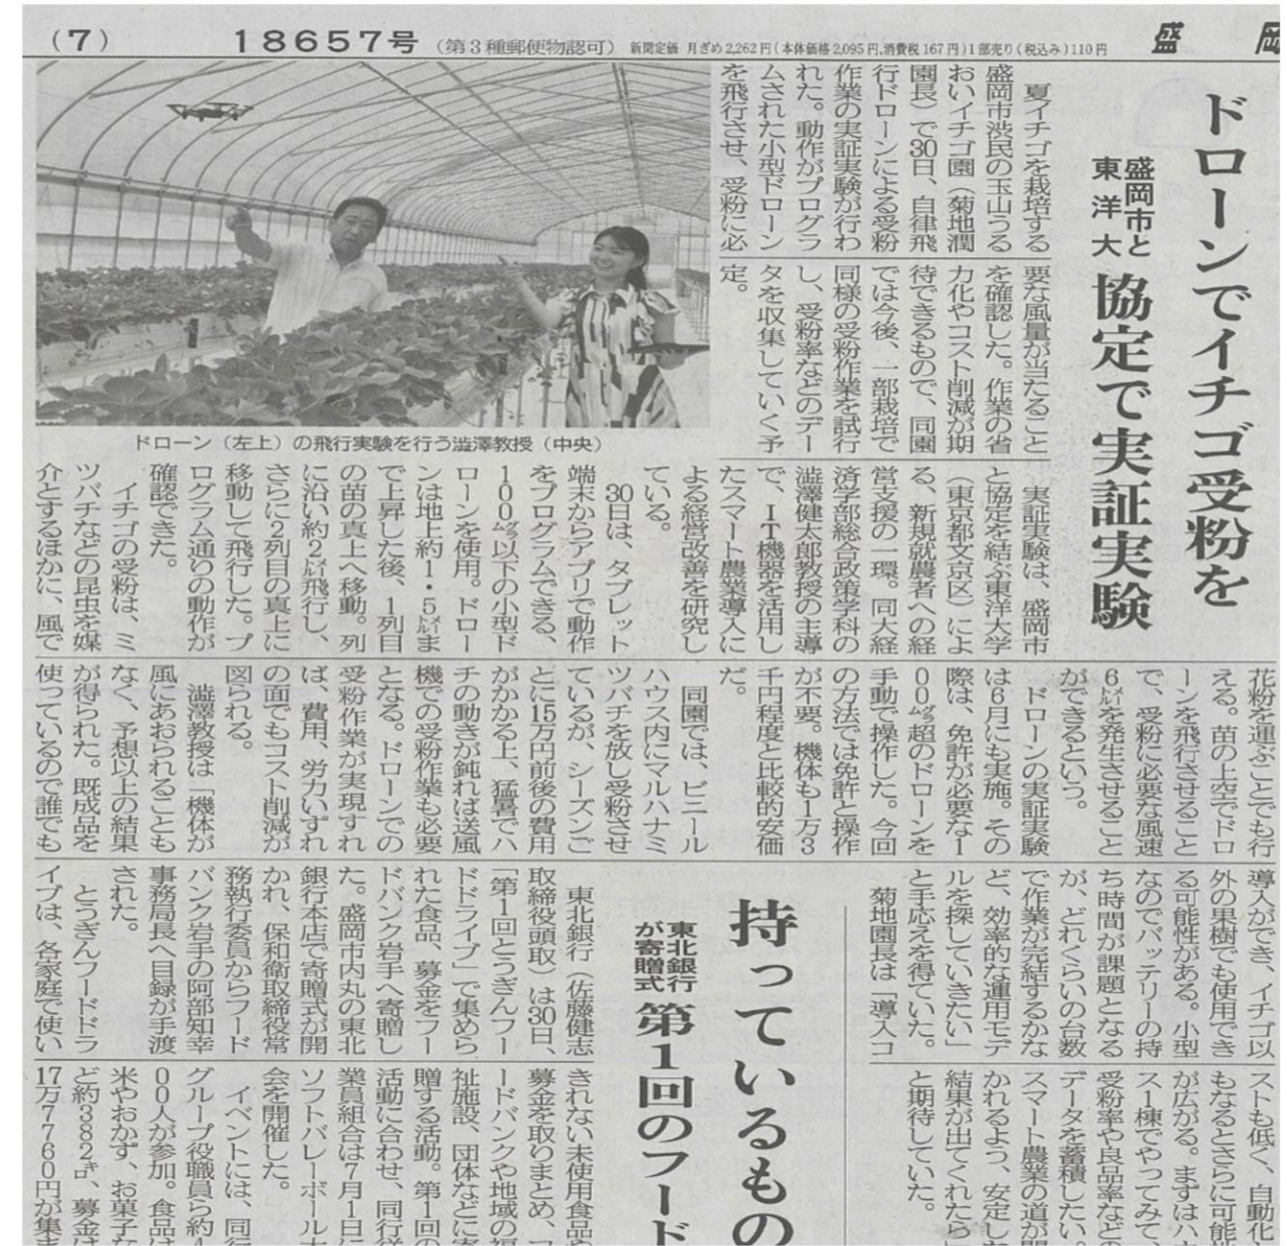 （7）
18657号
（第3種郵便物認可）
新聞定価 月ぎめ2,262円（本体価格2,095円,消費税167円）1部売り（税込み）110円
盛岡
ドローンでイチゴ受粉を
盛岡市と
東洋大
協定で実証実験
夏イチゴを栽培する
盛岡市渋民の玉山うる
おいイチゴ園（菊地潤
園長）で30日、自律飛
行ドローンによる受粉
作業の実証実験が行わ
れた。動作がプログラ
ムされた小型ドローン
を飛行させ、受粉に必
要な風量が当たること
を確認した。作業の省
力化やコスト削減が期
待できるもので、同園
では今後、一部栽培で
同様の受粉作業を試行
し、受粉率などのデー
タを収集していく予
定。
ドローン（左上）の飛行実験を行う澁澤教授（中央）
実証実験は、盛岡市
と協定を結ぶ東洋大学
（東京都文京区）によ
る、新規就農者への経
営支援の一環。同大経
済学部総合政策学科の
澁澤健太郎教授の主導
で、IT機器を活用し
たスマート農業導入に
よる経営改善を研究し
ている。
30日は、タブレット
端末からアプリで動作
をプログラムできる、
100㌘以下の小型ド
ローンを使用。ドロー
ンは地上約1・5㍍ま
で上昇した後、1列目
の苗の真上へ移動。列
に沿い約2㍍飛行し、
さらに2列目の真上に
移動して飛行した。プ
ログラム通りの動作が
確認できた。
イチゴの受粉は、ミ
ツバチなどの昆虫を媒
介とするほかに、風で
花粉を運ぶことでも行
える。苗の上空でドロ
ーンを飛行させること
で、受粉に必要な風速
6㍍を発生させること
ができるという。
ドローンの実証実験
は6月にも実施。その
際は、免許が必要な1
00㌘超のドローンを
手動で操作した。今回
の方法では免許と操作
が不要。機体も1万3
千円程度と比較的安価
だ。
同園では、ビニール
ハウス内にマルハナミ
ツバチを放し受粉させ
ているが、シーズンご
とに15万円前後の費用
がかかる上、猛暑でハ
チの動きが鈍れば送風
機での受粉作業も必要
となる。ドローンでの
受粉作業が実現すれ
ば、費用、労力いずれ
の面でもコスト削減が
図られる。
澁澤教授は「機体が
風にあおられることも
なく、予想以上の結果
が得られた。既成品を
使っているので誰でも
導入ができ、イチゴ以
外の果樹でも使用でき
る可能性がある。小型
なのでバッテリーの持
ち時間が課題となる
が、どれくらいの台数
で作業が完結するかな
ど、効率的な運用モデ
ルを探していきたい」
と手応えを得ていた。
菊地園長は「導入コ
ストも低く、自動化と
もなるとさらに可能性
が広がる。まずはハウ
ス1棟でやってみて、
受粉率や良品率などの
データを蓄積したい。
スマート農業の道が開
かれるよう、安定した
結果が出てくれたら」
と期待していた。
持っているもの
東北銀行
が寄贈式
第1回のフード
東北銀行（佐藤健志
取締役頭取）は30日、
「第1回とうぎんフー
ドドライブ」で集めら
れた食品、募金をフー
ドバンク岩手へ寄贈し
た。盛岡市内丸の東北
銀行本店で寄贈式が開
かれ、保和衛取締役常
務執行委員からフード
バンク岩手の阿部知幸
事務局長へ目録が手渡
された。
とうぎんフードドラ
イブは、各家庭で使い
きれない未使用食品や
募金を取りまとめ、フ
ードバンクや地域の福
祉施設、団体などに寄
贈する活動。第1回の
活動に合わせ、同行従
業員組合は7月1日に
ソフトバレーボール大
会を開催した。
イベントには、同行
グループ役職員ら約4
00人が参加。食品は
米やおかず、お菓子な
ど約382㌔、募金は
17万7760円が集ま